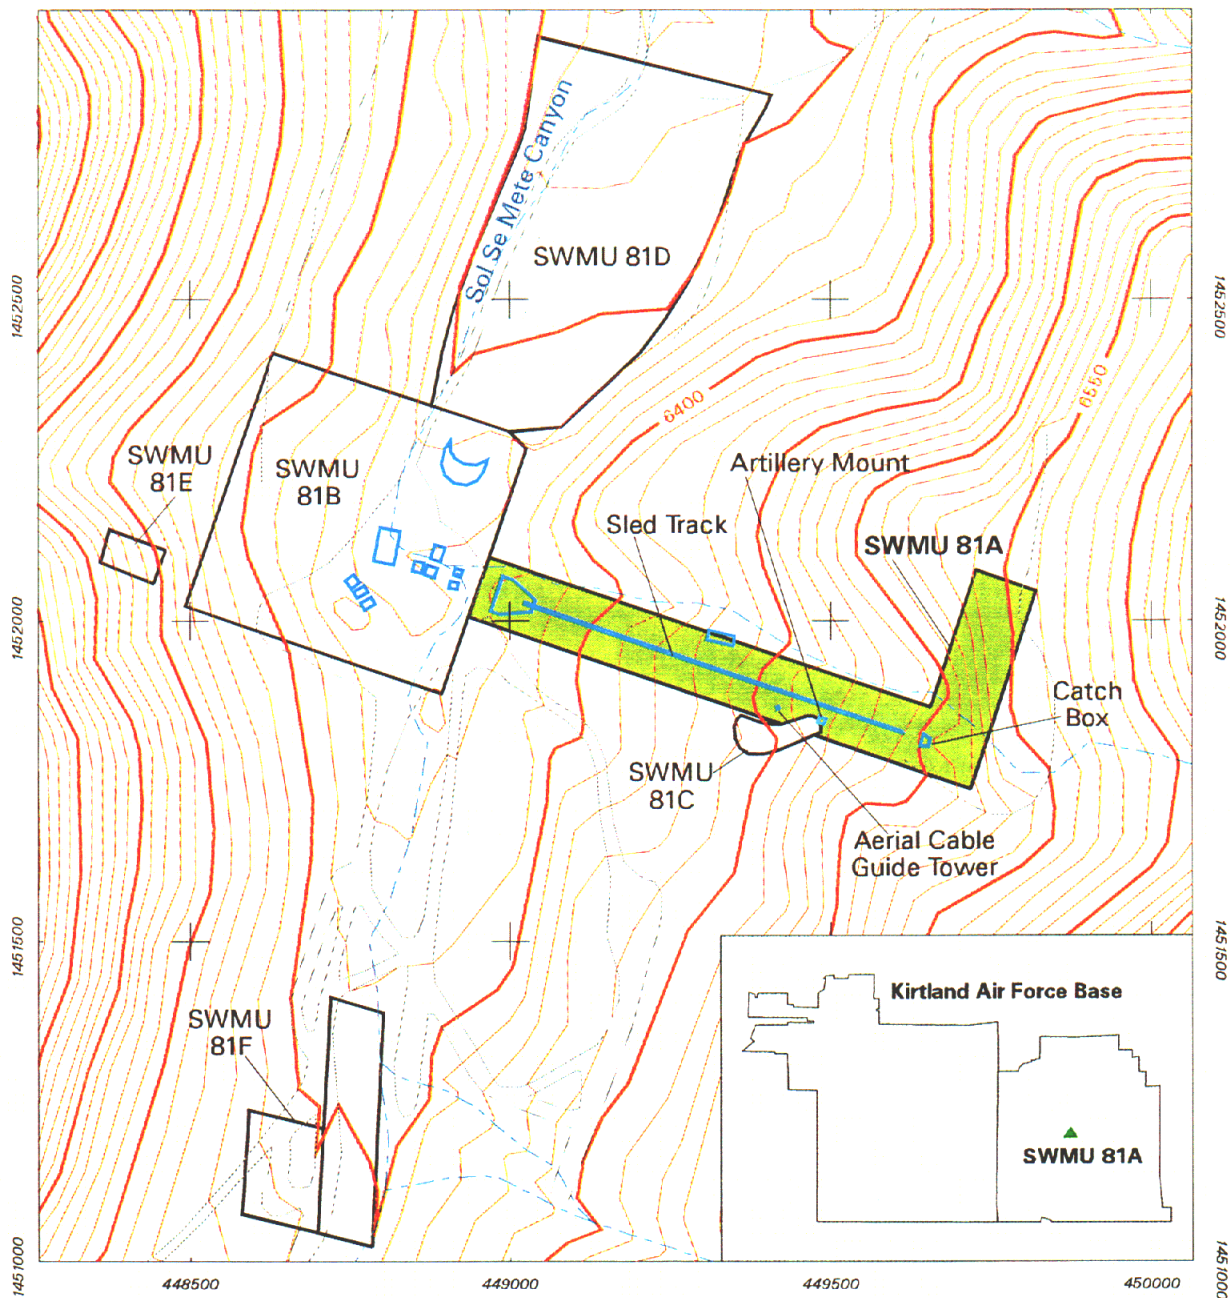 Sol Se Mete Canyon
SWMU 81D
1452500
1452500
6400
6550
SWMU
81E
SWMU
81B
Artillery Mount
Sled Track
SWMU 81A
1452000
1452000
Catch
Box
SWMU
81C
Aerial Cable
Guide Tower
1451500
1451500
Kirtland Air Force Base
SWMU
81F
SWMU 81A
1451000
1451000
448500
449000
449500
450000